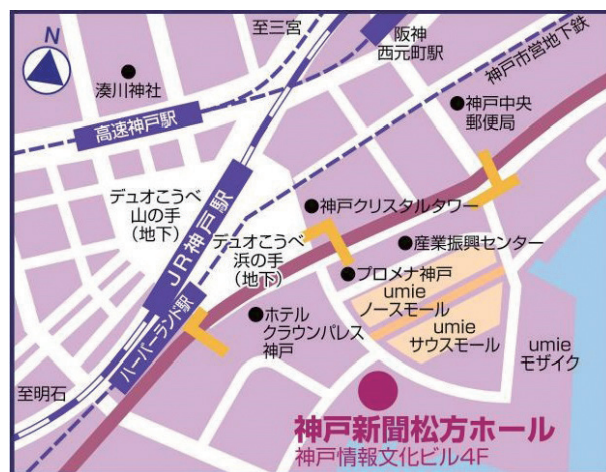 N
至三宮
阪神
西元町駅
神戸市営地下鉄
湊川神社
高速神戸駅
神戸中央
郵便局
デュオこうべ
山の手
(地下)
JR神戸駅
神戸クリスタルタワー
デュオこうべ
浜の手
(地下)
産業振興センター
プロメナ神戸
umie
ノースモール
umie
サウスモール
umie
モザイク
ハーバーランド駅
ホテル
クラウンパレス
神戸
至明石
神戸新聞松方ホール
神戸情報文化ビル4F